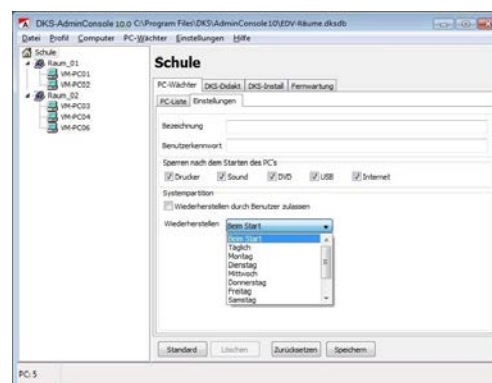 DKS-AdminConsole 10.0 C:\Program Files\DKS\AdminConsole10\EDV-Räume.dksdb
Datei Profil Computer PC-Wächter Einstellungen Hilfe
Schule
Raum_01
VM-PC01
VM-PC02
Raum_02
VM-PC03
VM-PC04
VM-PC06
Schule
PC-Wächter DKS-Didakt DKS-Install Fernwartung
PC-Liste Einstellungen
Bezeichnung
Benutzerkennwort
Sperren nach dem Starten des PC's
Drucker Sound DVD USB Internet
Systempartition
Wiederherstellen durch Benutzer zulassen
Wiederherstellen Beim Start
Beim Start
Täglich
Montag
Dienstag
Mittwoch
Donnerstag
Freitag
Samstag
Standard Löschen Zurücksetzen Speichern
PC: 5